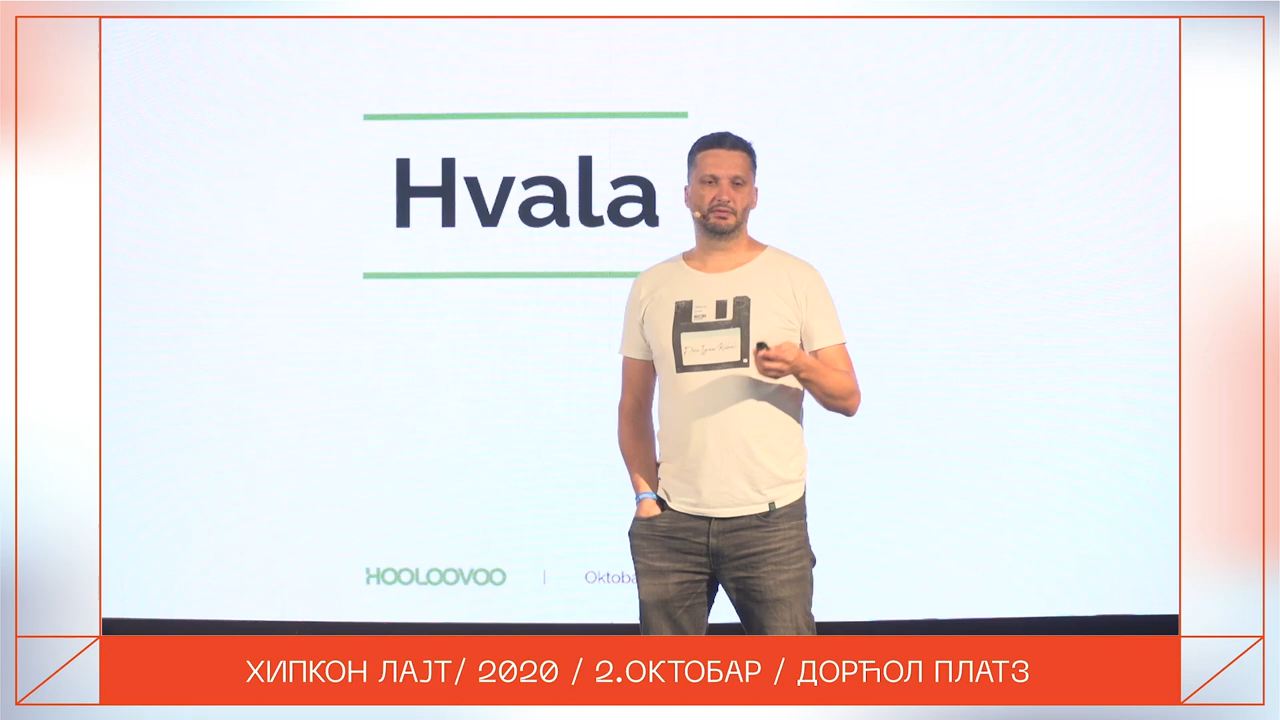 Hvala
HOOLOOVOO | Oktoba
ХИПКОН ЛАЈТ/ 2020 / 2.ОКТОБАР / ДОРЋОЛ ПЛАТЗ